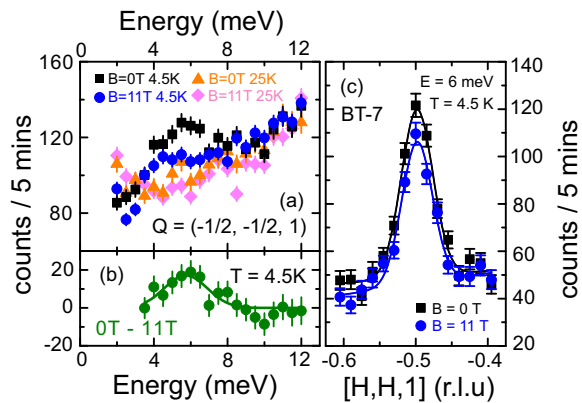 Energy (meV)
4 8 12
160
120
80
counts / 5 mins
B=0T 4.5K
B=0T 25K
B=11T 4.5K
B=11T 25K
(a)
Q = (-1/2, -1/2, 1)
(b)
T = 4.5K
20
0
-20
0T - 11T
4 8 12
Energy (meV)
(c)
E = 6 meV
BT-7
T = 4.5 K
120
100
80
60
40
20
counts / 5 mins
B = 0 T
B = 11 T
-0.6 -0.5 -0.4
[H,H,1] (r.l.u)